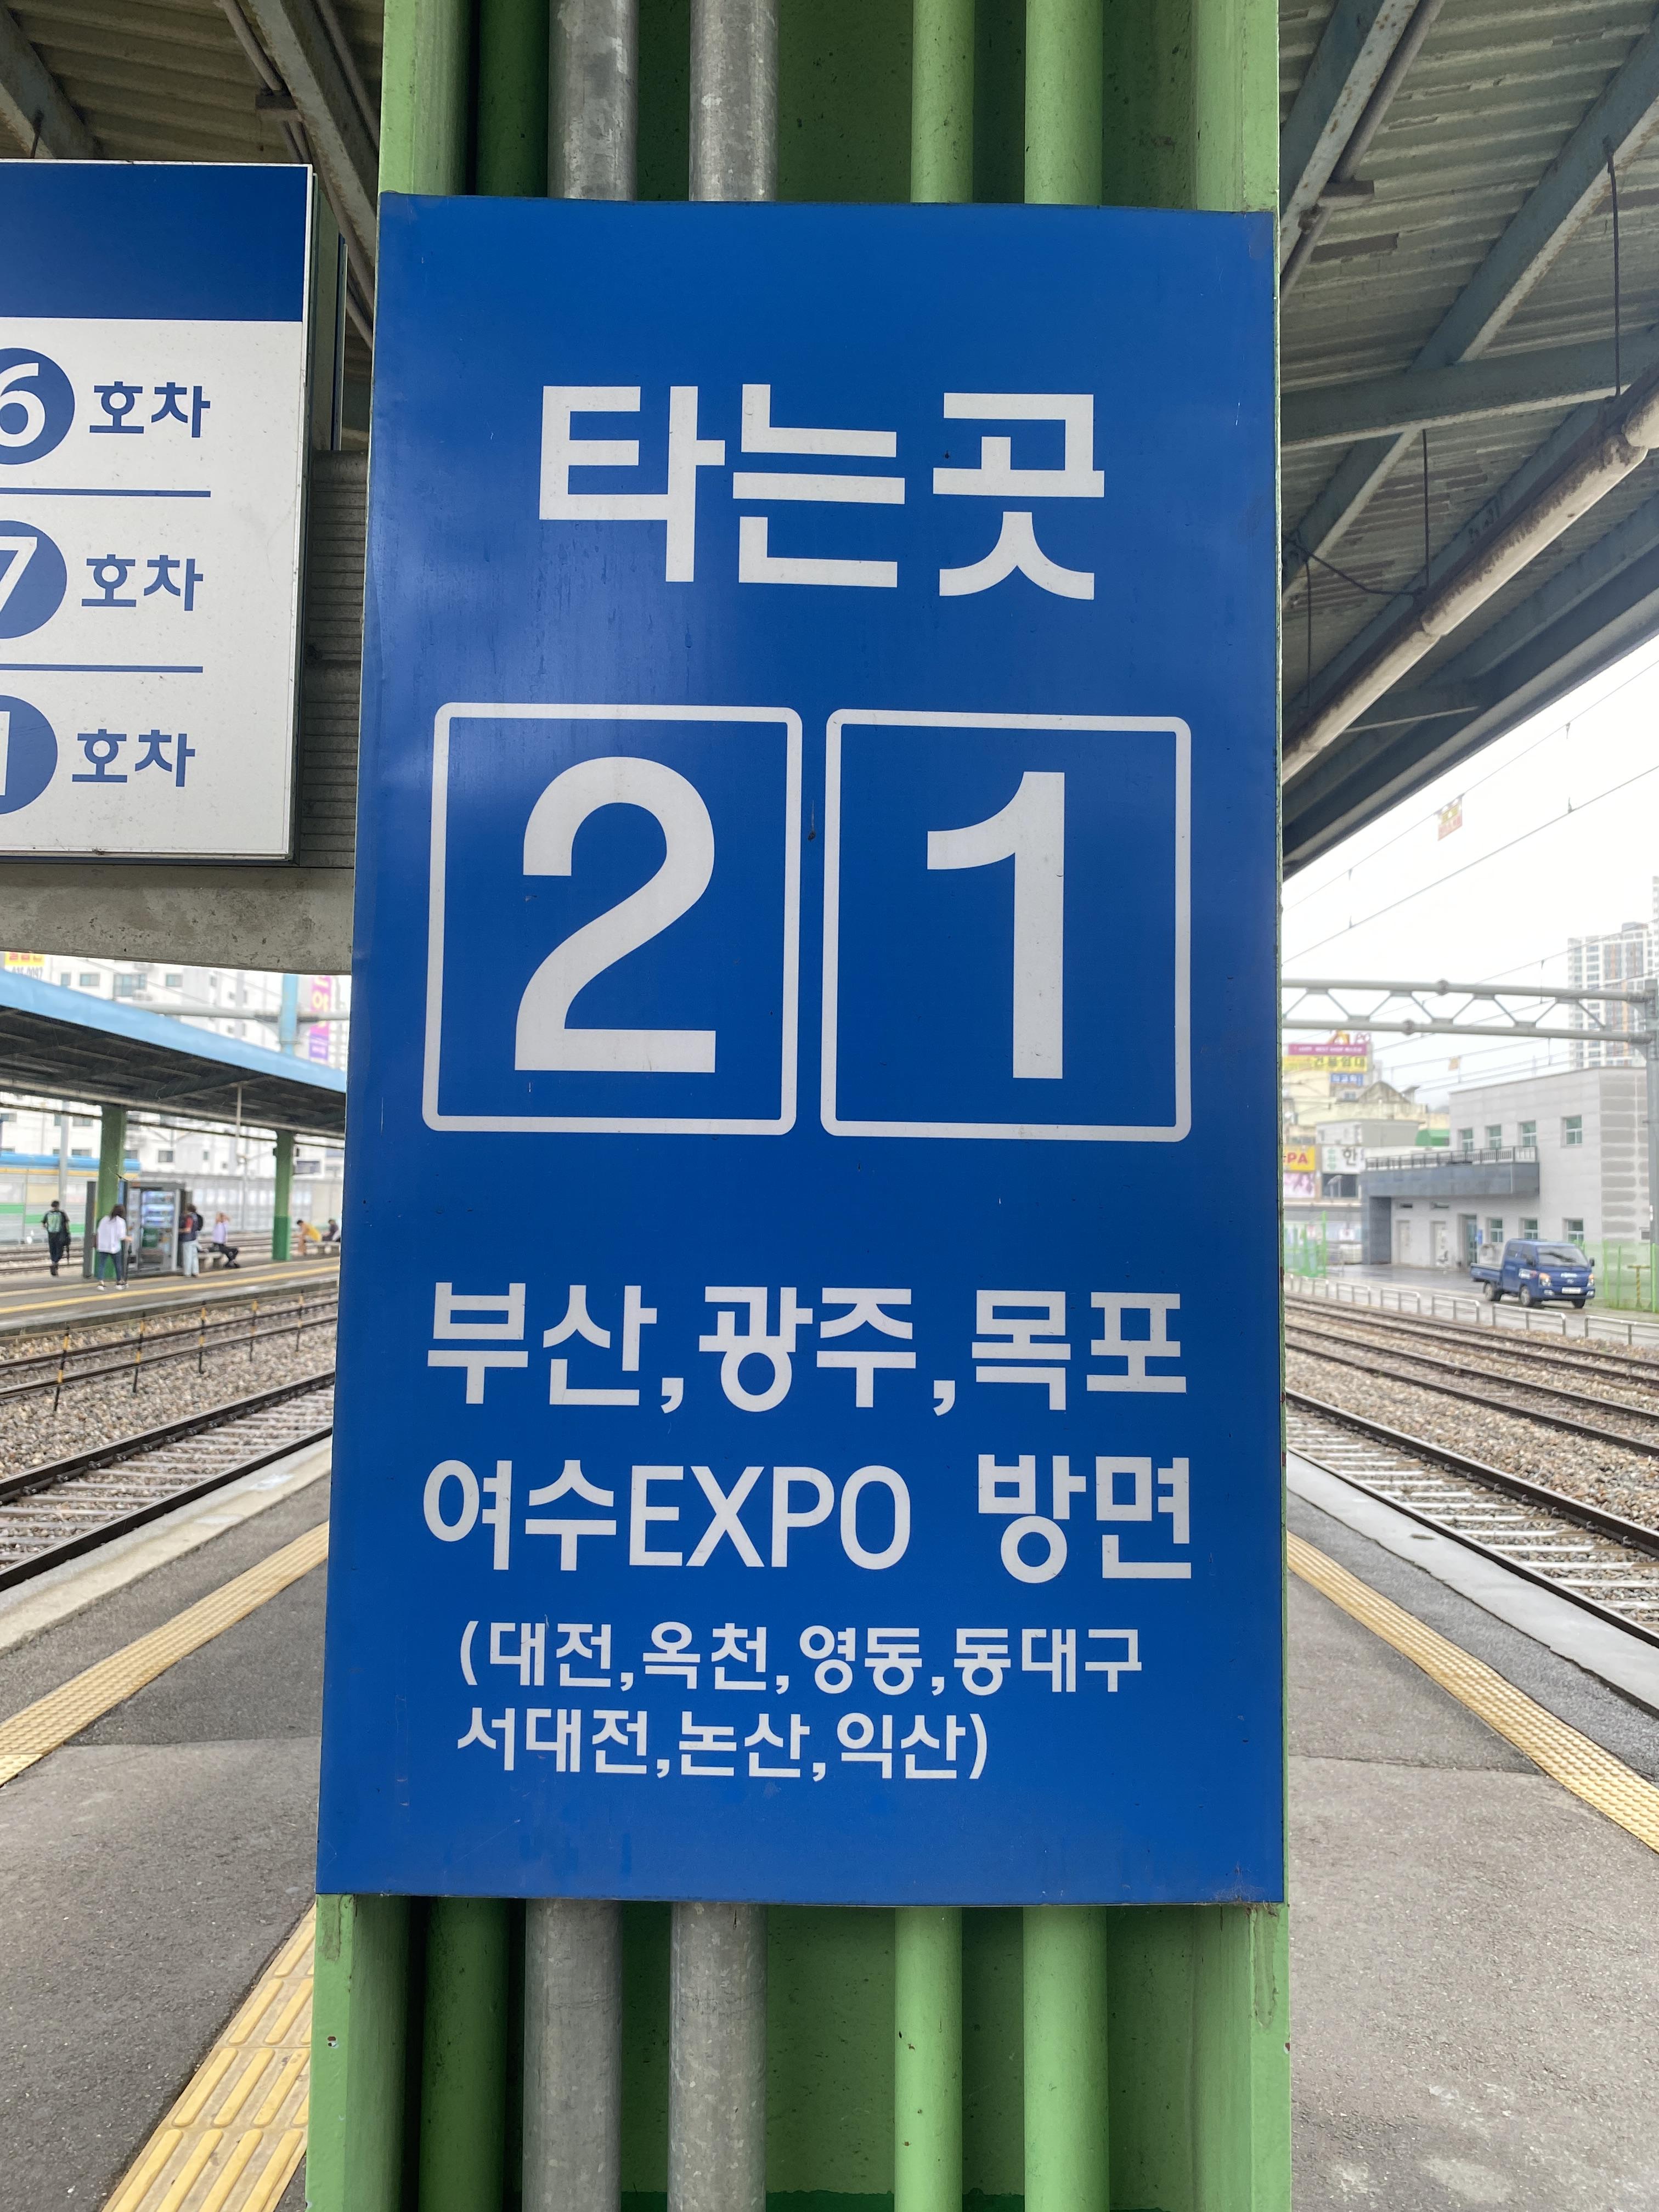 6 호차
7 호차
1 호차
타는곳
2 1
부산,광주,목포
여수EXPO 방면
(대전,옥천,영동,동대구
서대전,논산,익산)